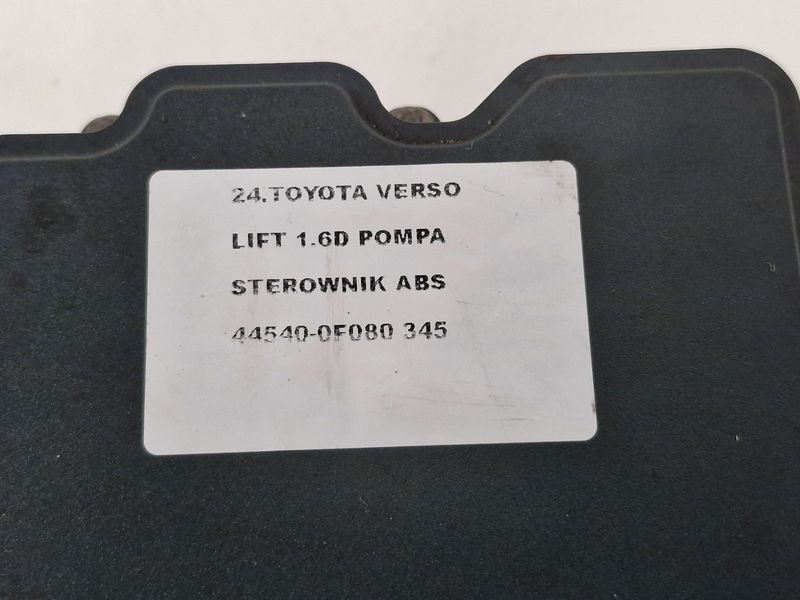 24.TOYOTA VERSO
LIFT 1.6D POMPA
STEROWNIK ABS
44540-0F080 345